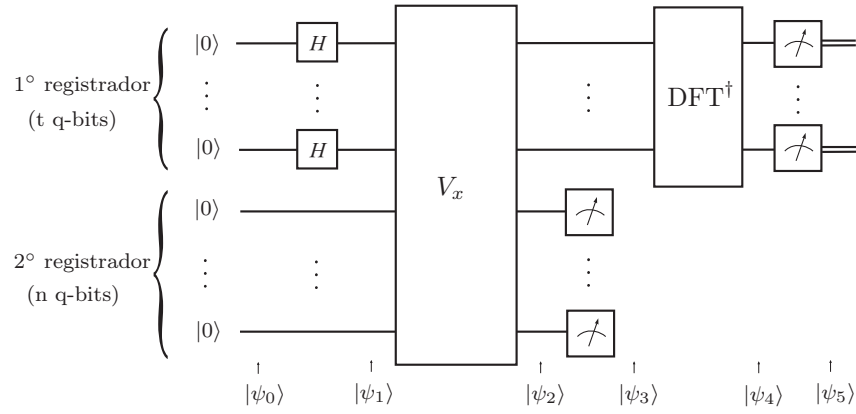 |0⟩ H
1° registrador
(t q-bits)
⋮ ⋮ ⋮ DFT† ⋮
|0⟩ H
V_x
|0⟩
2° registrador
(n q-bits)
⋮ ⋮ ⋮
|0⟩
|ψ₀⟩ |ψ₁⟩ |ψ₂⟩ |ψ₃⟩ |ψ₄⟩ |ψ₅⟩